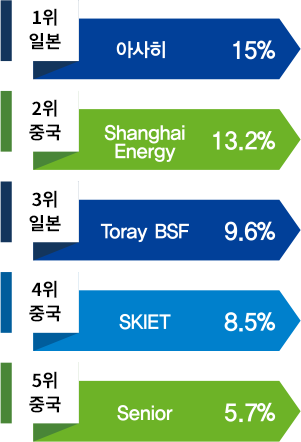 1위
일본
아사히 15%
2위
중국
Shanghai
Energy
13.2%
3위
일본
Toray BSF 9.6%
4위
중국
SKIET 8.5%
5위
중국
Senior 5.7%